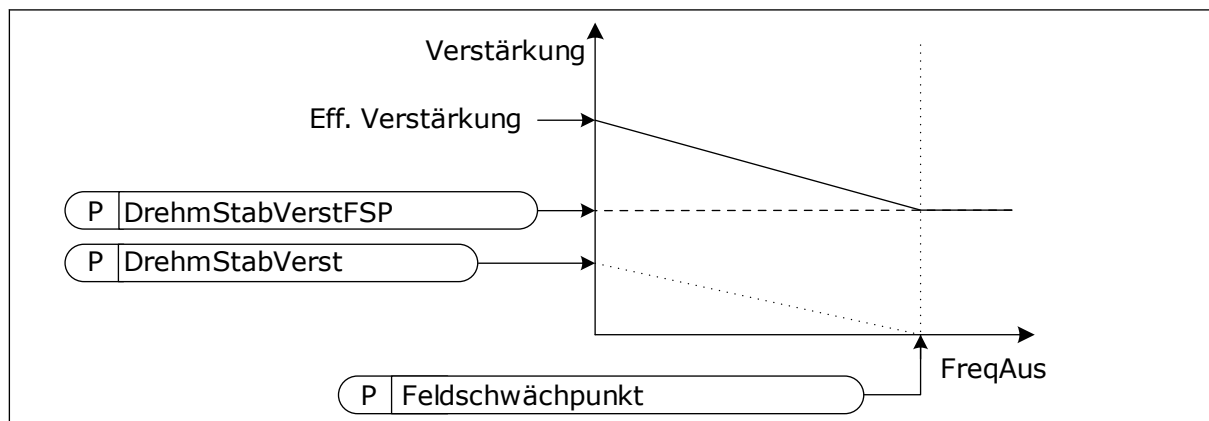 Verstärkung
Eff. Verstärkung
P DrehmStabVerstFSP
P DrehmStabVerst
FreqAus
P Feldschwächpunkt